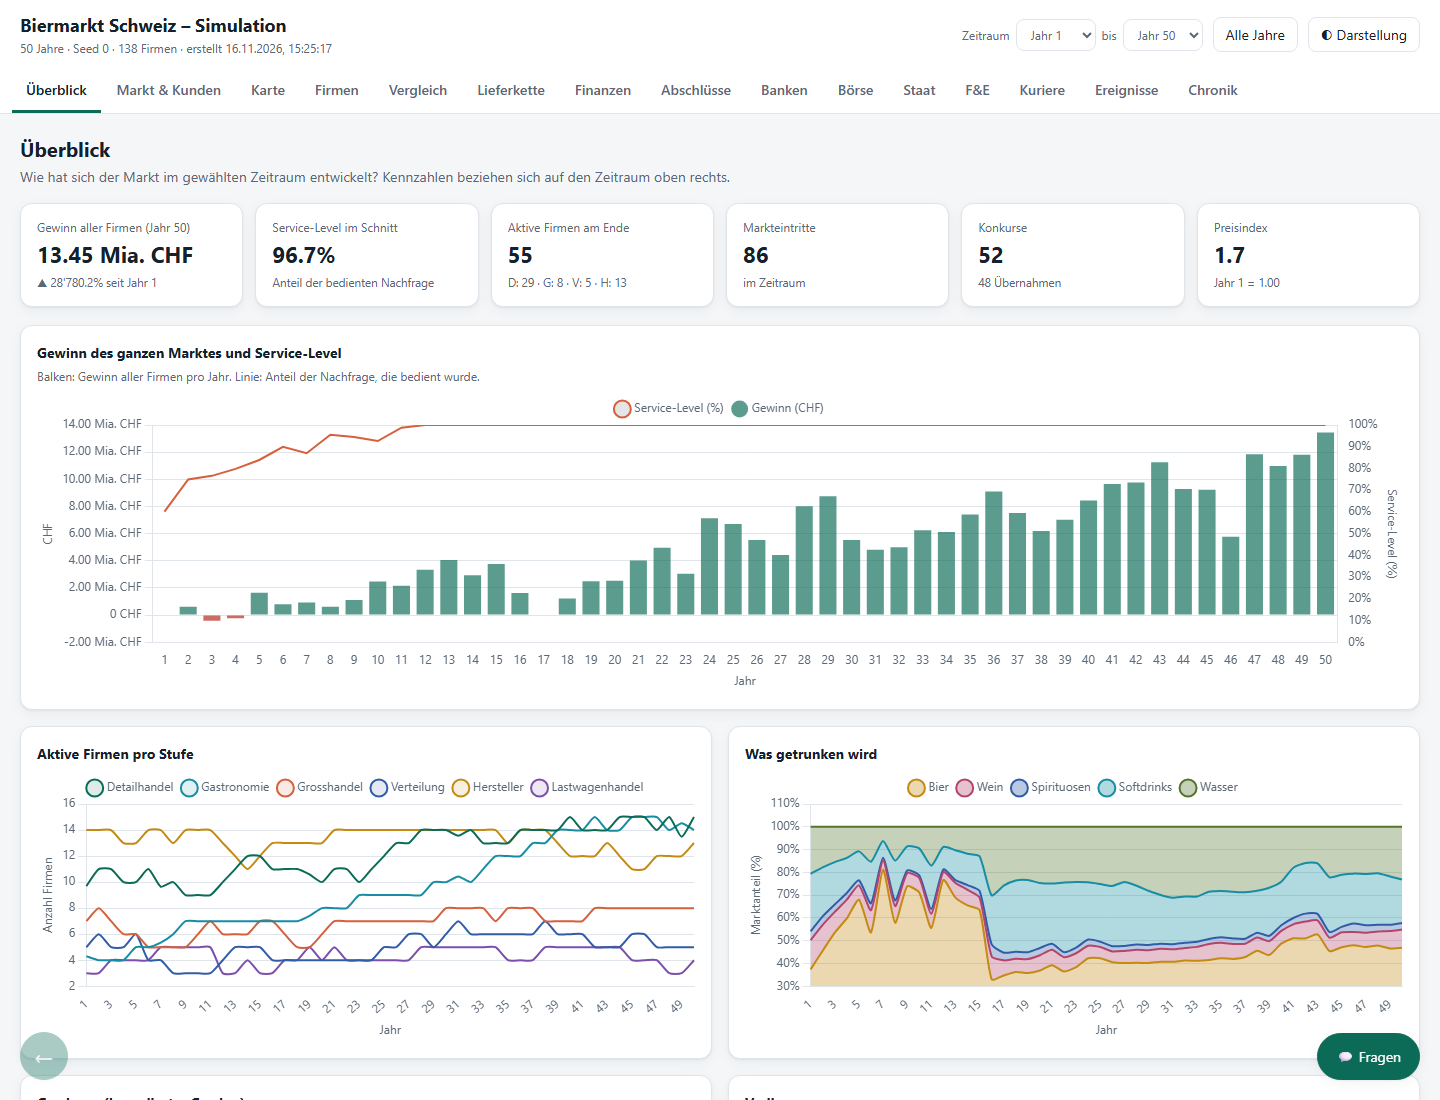 Biermarkt Schweiz – Simulation
50 Jahre · Seed 0 · 138 Firmen · erstellt 16.11.2026, 15:25:17
Zeitraum Jahr 1 bis Jahr 50 Alle Jahre Darstellung
Überblick Markt & Kunden Karte Firmen Vergleich Lieferkette Finanzen Abschlüsse Banken Börse Staat F&E Kuriere Ereignisse Chronik
Überblick
Wie hat sich der Markt im gewählten Zeitraum entwickelt? Kennzahlen beziehen sich auf den Zeitraum oben rechts.
Gewinn aller Firmen (Jahr 50)
13.45 Mia. CHF
▲ 28'780.2% seit Jahr 1
Service-Level im Schnitt
96.7%
Anteil der bedienten Nachfrage
Aktive Firmen am Ende
55
D: 29 · G: 8 · V: 5 · H: 13
Markteintritte
86
im Zeitraum
Konkurse
52
48 Übernahmen
Preisindex
1.7
Jahr 1 = 1.00
Gewinn des ganzen Marktes und Service-Level
Balken: Gewinn aller Firmen pro Jahr. Linie: Anteil der Nachfrage, die bedient wurde.
Service-Level (%) Gewinn (CHF)
14.00 Mia. CHF 100%
12.00 Mia. CHF 90%
10.00 Mia. CHF 80%
8.00 Mia. CHF 70%
6.00 Mia. CHF 60%
4.00 Mia. CHF 50%
2.00 Mia. CHF 40%
0 CHF 30%
-2.00 Mia. CHF 20%
10%
0%
CHF
Service-Level (%)
1 2 3 4 5 6 7 8 9 10 11 12 13 14 15 16 17 18 19 20 21 22 23 24 25 26 27 28 29 30 31 32 33 34 35 36 37 38 39 40 41 42 43 44 45 46 47 48 49 50
Jahr
Aktive Firmen pro Stufe
Detailhandel Gastronomie Grosshandel Verteilung Hersteller Lastwagenhandel
16
14
12
10
8
6
4
2
Anzahl Firmen
1 3 5 7 9 11 13 15 17 19 21 23 25 27 29 31 33 35 37 39 41 43 45 47 49
Jahr
Was getrunken wird
Bier Wein Spirituosen Softdrinks Wasser
110%
100%
90%
80%
70%
60%
50%
40%
30%
Marktanteil (%)
1 3 5 7 9 11 13 15 17 19 21 23 25 27 29 31 33 35 37 39 41 43 45 47 49
Jahr
←
Fragen